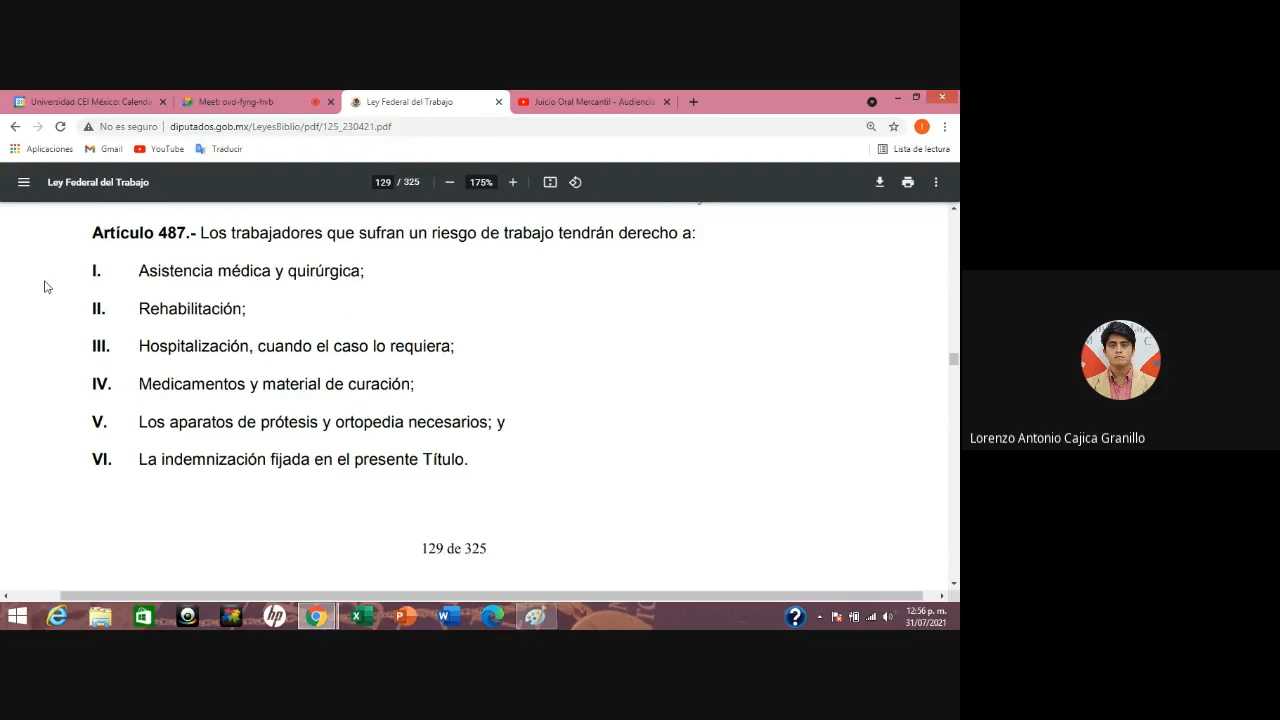 Universidad CEI México: Calenda
Meet: ovd-fyng-hvb
Ley Federal del Trabajo
Juicio Oral Mercantil - Audiencia
No es seguro | diputados.gob.mx/LeyesBiblio/pdf/125_230421.pdf
Aplicaciones Gmail YouTube Traducir Lista de lectura
Ley Federal del Trabajo 129 / 325 175%
Artículo 487.- Los trabajadores que sufran un riesgo de trabajo tendrán derecho a:
I. Asistencia médica y quirúrgica;
II. Rehabilitación;
III. Hospitalización, cuando el caso lo requiera;
IV. Medicamentos y material de curación;
V. Los aparatos de prótesis y ortopedia necesarios; y
VI. La indemnización fijada en el presente Título.
129 de 325
12:56 p. m.
31/07/2021
Lorenzo Antonio Cajica Granillo